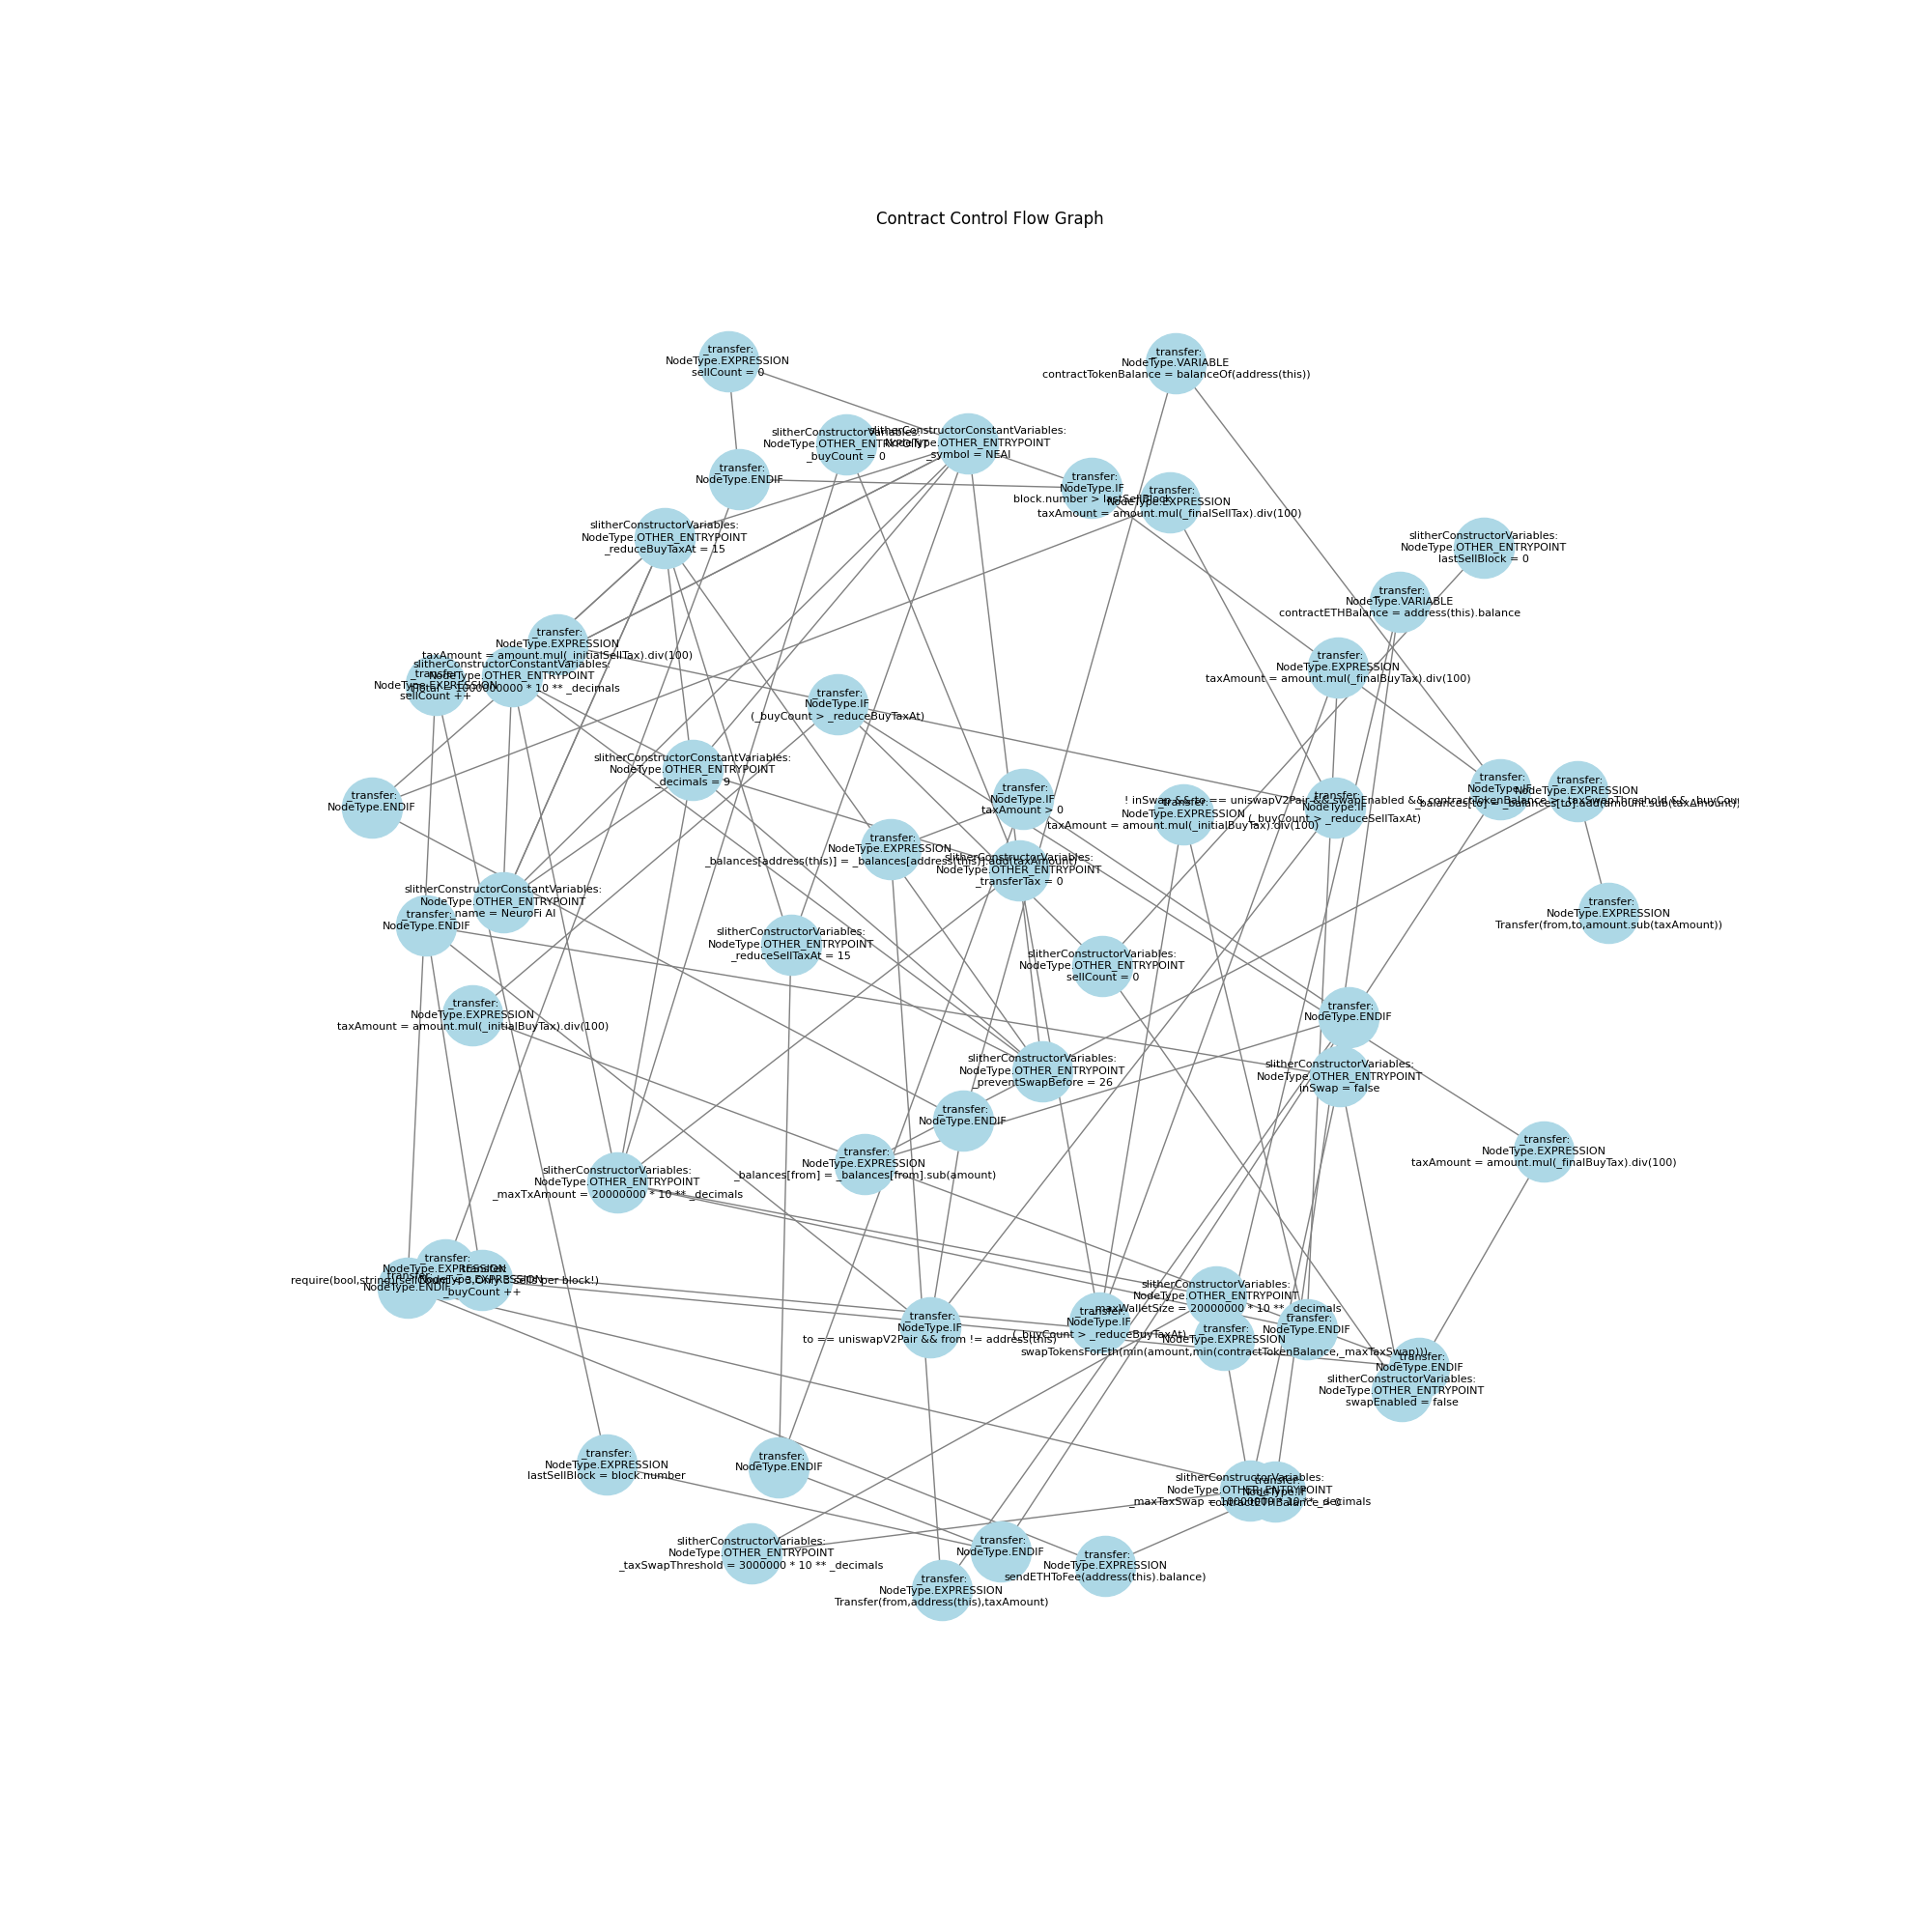 Contract Control Flow Graph
_transfer:
NodeType.EXPRESSION
sellCount = 0
_transfer:
NodeType.VARIABLE
contractTokenBalance = balanceOf(address(this))
slitherConstructorVariables:
NodeType.OTHER_ENTRYPOINT
_buyCount = 0
slitherConstructorConstantVariables:
NodeType.OTHER_ENTRYPOINT
_symbol = NEAI
_transfer:
NodeType.ENDIF
_transfer:
NodeType.IF
block.number > lastSellBlock
_transfer:
NodeType.EXPRESSION
taxAmount = amount.mul(_finalSellTax).div(100)
slitherConstructorVariables:
NodeType.OTHER_ENTRYPOINT
_reduceBuyTaxAt = 15
slitherConstructorVariables:
NodeType.OTHER_ENTRYPOINT
lastSellBlock = 0
_transfer:
NodeType.VARIABLE
contractETHBalance = address(this).balance
_transfer:
NodeType.EXPRESSION
taxAmount = amount.mul(_initialSellTax).div(100)
slitherConstructorConstantVariables:
NodeType.OTHER_ENTRYPOINT
= 1000000000 * 10 ** _decimals
_transfer:
NodeType.EXPRESSION
sellCount ++
_transfer:
NodeType.EXPRESSION
taxAmount = amount.mul(_finalBuyTax).div(100)
_transfer:
NodeType.IF
(_buyCount > _reduceBuyTaxAt)
slitherConstructorConstantVariables:
NodeType.OTHER_ENTRYPOINT
_decimals = 9
_transfer:
NodeType.ENDIF
_transfer:
NodeType.IF
taxAmount > 0
_transfer:
NodeType.IF
! inSwap && to == uniswapV2Pair && swapEnabled && contractTokenBalance > _taxSwapThreshold && _buyCou
_transfer:
NodeType.EXPRESSION
_balances[to] = _balances[to].add(amount.sub(taxAmount))
_transfer:
NodeType.EXPRESSION
taxAmount = amount.mul(_initialBuyTax).div(100)
_transfer:
NodeType.IF
(_buyCount > _reduceSellTaxAt)
_transfer:
NodeType.EXPRESSION
_balances[address(this)] = _balances[address(this)].add(taxAmount)
slitherConstructorVariables:
NodeType.OTHER_ENTRYPOINT
_transferTax = 0
slitherConstructorConstantVariables:
NodeType.OTHER_ENTRYPOINT
_name = NeuroFi AI
_transfer:
NodeType.ENDIF
_transfer:
NodeType.EXPRESSION
Transfer(from,to,amount.sub(taxAmount))
slitherConstructorVariables:
NodeType.OTHER_ENTRYPOINT
_reduceSellTaxAt = 15
slitherConstructorVariables:
NodeType.OTHER_ENTRYPOINT
sellCount = 0
_transfer:
NodeType.EXPRESSION
taxAmount = amount.mul(_initialBuyTax).div(100)
_transfer:
NodeType.ENDIF
slitherConstructorVariables:
NodeType.OTHER_ENTRYPOINT
_preventSwapBefore = 26
slitherConstructorVariables:
NodeType.OTHER_ENTRYPOINT
inSwap = false
_transfer:
NodeType.ENDIF
_transfer:
NodeType.EXPRESSION
taxAmount = amount.mul(_finalBuyTax).div(100)
_transfer:
NodeType.EXPRESSION
_balances[from] = _balances[from].sub(amount)
slitherConstructorVariables:
NodeType.OTHER_ENTRYPOINT
_maxTxAmount = 20000000 * 10 ** _decimals
_transfer:
NodeType.EXPRESSION
require(bool,string)(sellCount < 3,Only 3 sells per block!)
_transfer:
NodeType.EXPRESSION
_buyCount ++
_transfer:
NodeType.ENDIF
slitherConstructorVariables:
NodeType.OTHER_ENTRYPOINT
_maxWalletSize = 20000000 * 10 ** _decimals
_transfer:
NodeType.IF
to == uniswapV2Pair && from != address(this)
_transfer:
NodeType.IF
(_buyCount > _reduceBuyTaxAt)
_transfer:
NodeType.ENDIF
_transfer:
NodeType.EXPRESSION
swapTokensForEth(min(amount,min(contractTokenBalance,_maxTaxSwap)))
_transfer:
NodeType.ENDIF
slitherConstructorVariables:
NodeType.OTHER_ENTRYPOINT
swapEnabled = false
_transfer:
NodeType.EXPRESSION
lastSellBlock = block.number
_transfer:
NodeType.ENDIF
slitherConstructorVariables:
NodeType.OTHER_ENTRYPOINT
_maxTaxSwap = 10000000 * 10 ** _decimals
_transfer:
NodeType.IF
contractETHBalance > 0
slitherConstructorVariables:
NodeType.OTHER_ENTRYPOINT
_taxSwapThreshold = 3000000 * 10 ** _decimals
_transfer:
NodeType.ENDIF
_transfer:
NodeType.EXPRESSION
sendETHToFee(address(this).balance)
_transfer:
NodeType.EXPRESSION
Transfer(from,address(this),taxAmount)